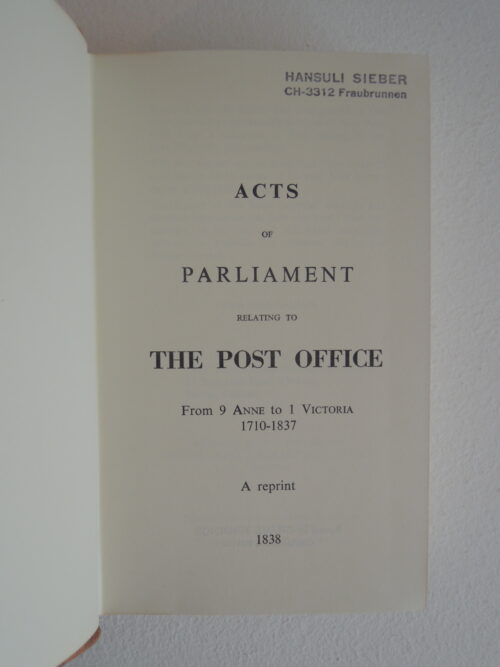 HANSULI SIEBER
CH-3312 Fraubrunnen
ACTS
OF
PARLIAMENT
RELATING TO
THE POST OFFICE
From 9 ANNE to 1 VICTORIA
1710-1837
A reprint
1838